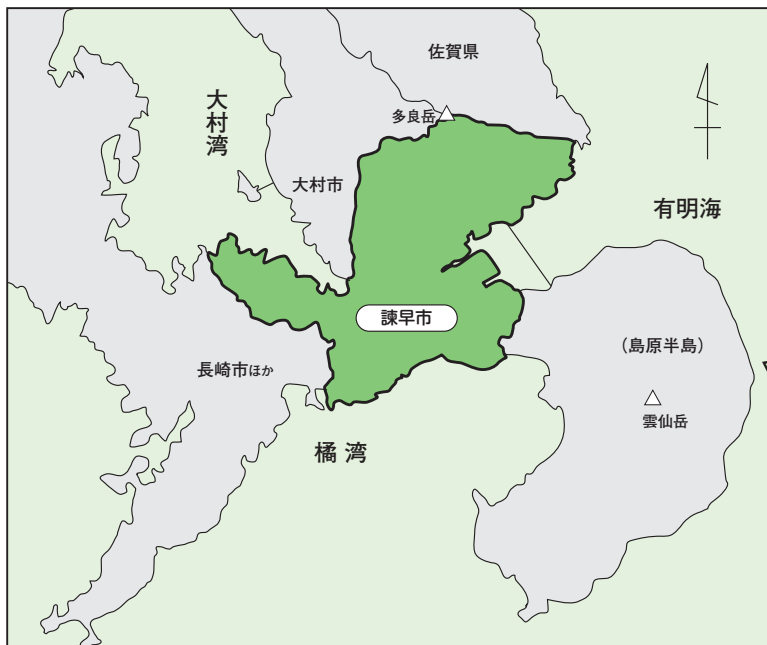 佐賀県
多良岳
大村湾
大村市
有明海
諫早市
(島原半島)
長崎市ほか
雲仙岳
橘湾